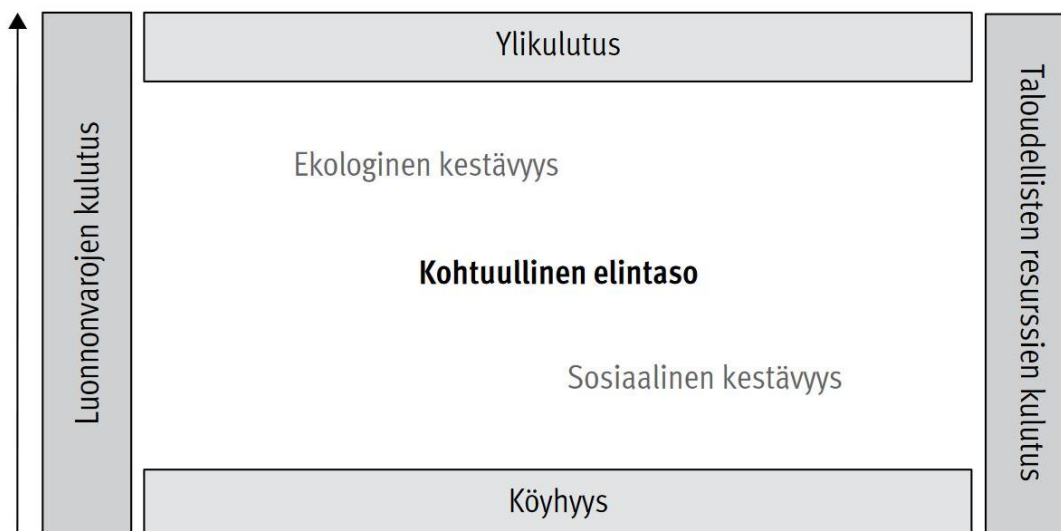 Ylikulutus
Luonnonvarojen kulutus
Ekologinen kestävyys
Kohtuullinen elintaso
Sosiaalinen kestävyys
Taloudellisten resurssien kulutus
Köyhyys